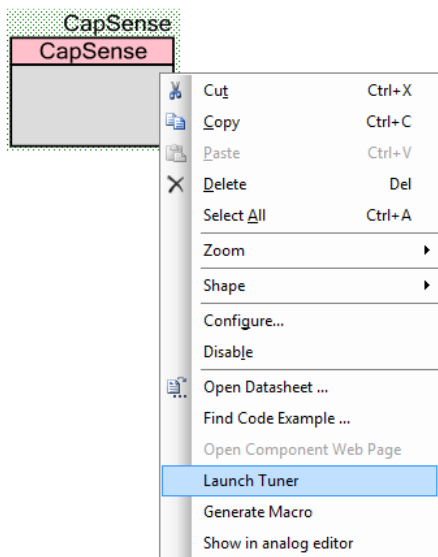 CapSense
CapSense
Cut Ctrl+X
Copy Ctrl+C
Paste Ctrl+V
Delete Del
Select All Ctrl+A
Zoom
Shape
Configure...
Disable
Open Datasheet ...
Find Code Example ...
Open Component Web Page
Launch Tuner
Generate Macro
Show in analog editor